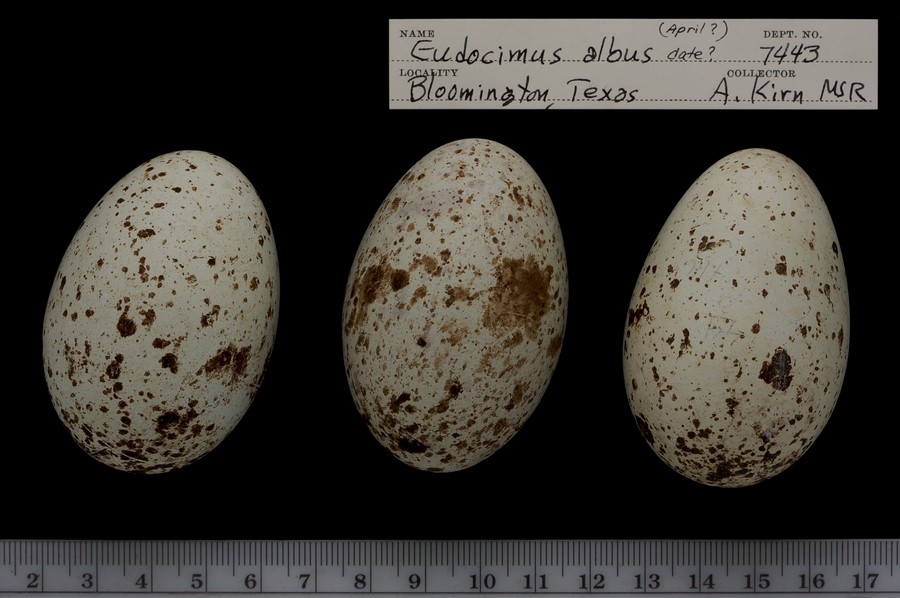 (April?)
NAME DEPT. NO.
Eudocimus albus date? 7443
LOCALITY COLLECTOR
Bloomington, Texas A. Kirn MSR
2 3 4 5 6 7 8 9 10 11 12 13 14 15 16 17